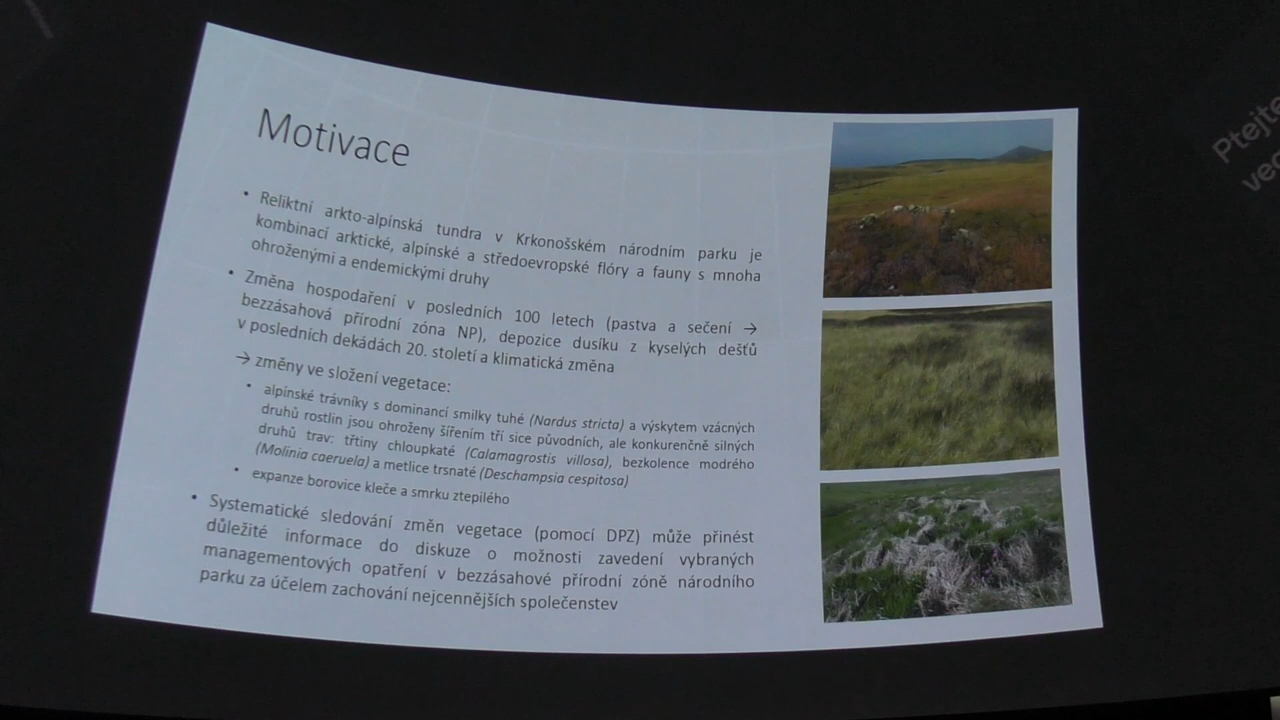 Motivace
• Reliktní arkto-alpínská tundra v Krkonošském národním parku je
kombinací arktické, alpínské a středoevropské flóry a fauny s mnoha
ohroženými a endemickými druhy
• Změna hospodaření v posledních 100 letech (pastva a sečení →
bezzásahová přírodní zóna NP), depozice dusíku z kyselých dešťů
v posledních dekádách 20. století a klimatická změna
→ změny ve složení vegetace:
• alpínské trávníky s dominancí smilky tuhé (Nardus stricta) a výskytem vzácných
druhů rostlin jsou ohroženy šířením tří sice původních, ale konkurenčně silných
druhů trav: třtiny chloupkaté (Calamagrostis villosa), bezkolence modrého
(Molinia caeruela) a metlice trsnaté (Deschampsia cespitosa)
• expanze borovice kleče a smrku ztepilého
• Systematické sledování změn vegetace (pomocí DPZ) může přinést
důležité informace do diskuze o možnosti zavedení vybraných
managementových opatření v bezzásahové přírodní zóně národního
parku za účelem zachování nejcennějších společenstev
Ptejte